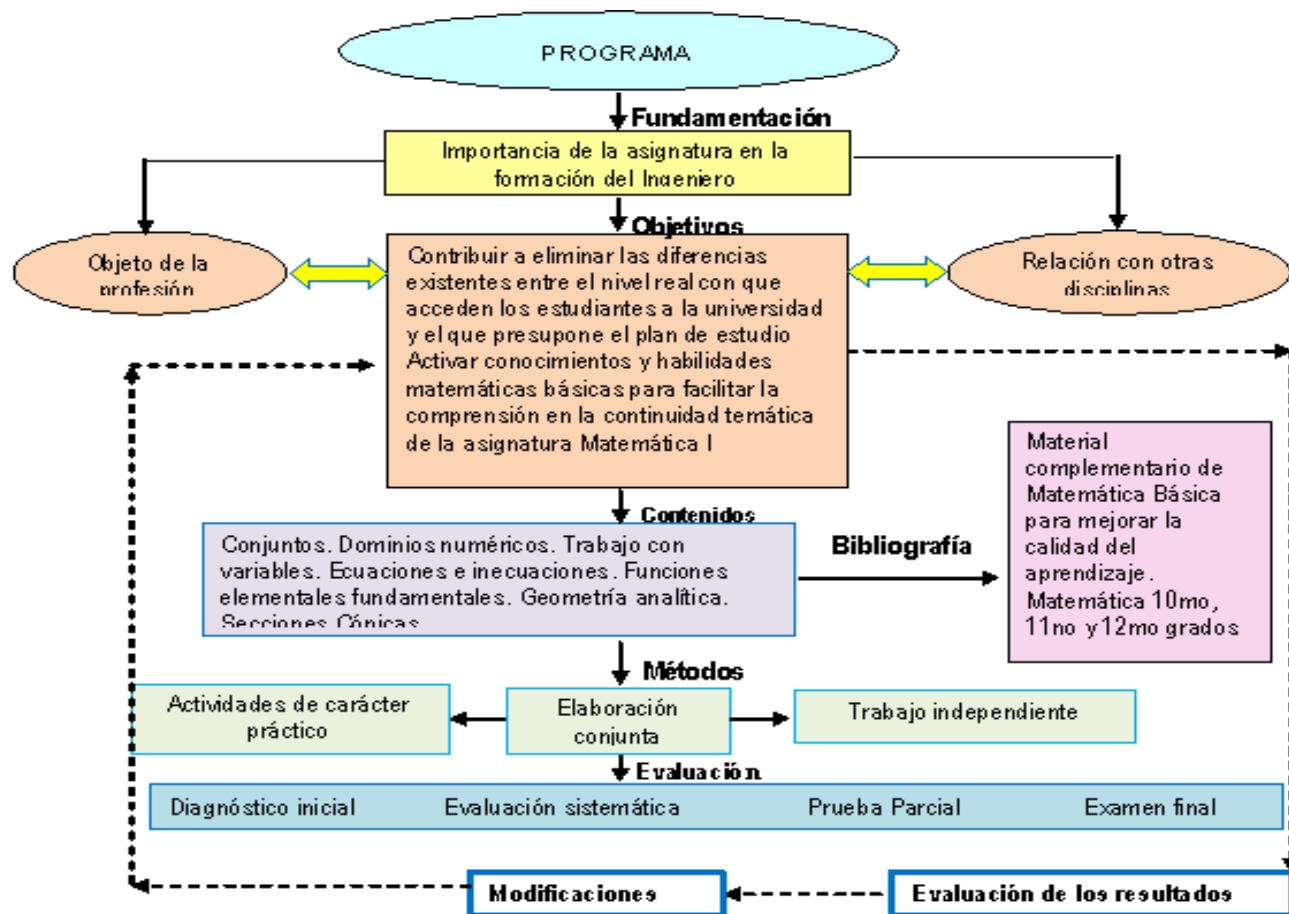 PROGRAMA
Fundamentación
Importancia de la asignatura en la
formación del Ingeniero
Objetivos
Objeto de la
profesión
Contribuir a eliminar las diferencias
existentes entre el nivel real con que
acceden los estudiantes a la universidad
y el que presupone el plan de estudio
Activar conocimientos y habilidades
matemáticas básicas para facilitar la
comprensión en la continuidad temática
de la asignatura Matemática I
Relación con otras
disciplinas
Contenidos
Conjuntos. Dominios numéricos. Trabajo con
variables. Ecuaciones e inecuaciones. Funciones
elementales fundamentales. Geometría analítica.
Secciones Cónicas
Bibliografía
Material
complementario de
Matemática Básica
para mejorar la
calidad del
aprendizaje.
Matemática 10mo,
11no y 12mo grados
Métodos
Actividades de carácter
práctico
Elaboración
conjunta
Trabajo independiente
Evaluación
Diagnóstico inicial Evaluación sistemática Prueba Parcial Examen final
Modificaciones
Evaluación de los resultados